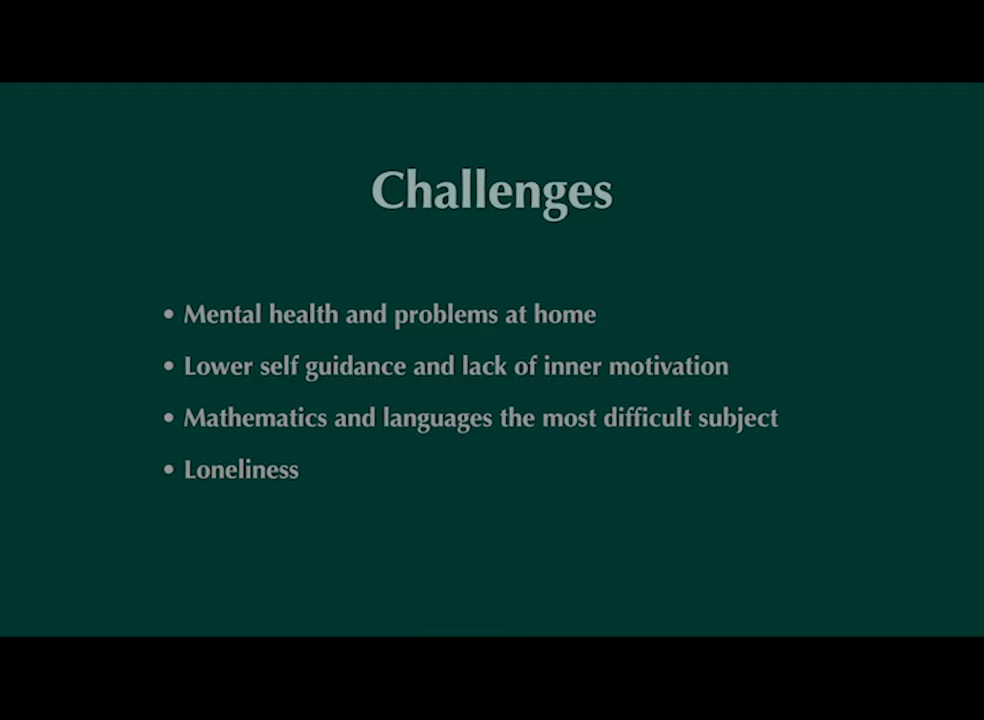 Challenges
• Mental health and problems at home
• Lower self guidance and lack of inner motivation
• Mathematics and languages the most difficult subject
• Loneliness